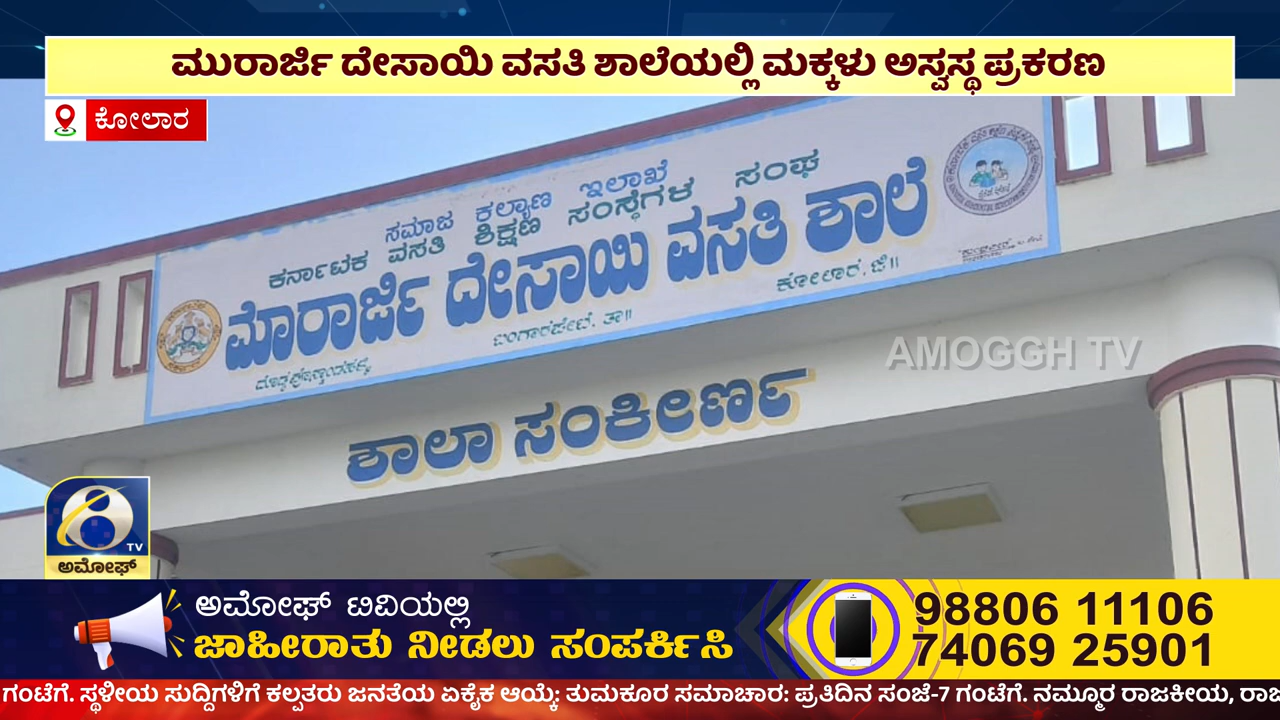 ಮುರಾರ್ಜಿ ದೇಸಾಯಿ ವಸತಿ ಶಾಲೆಯಲ್ಲಿ ಮಕ್ಕಳು ಅಸ್ವಸ್ಥ ಪ್ರಕರಣ
ಕೋಲಾರ
ಸಮಾಜ ಕಲ್ಯಾಣ ಇಲಾಖೆ
ಕರ್ನಾಟಕ ವಸತಿ ಶಿಕ್ಷಣ ಸಂಸ್ಥೆಗಳ ಸಂಘ
ಮೊರಾರ್ಜಿ ದೇಸಾಯಿ ವಸತಿ ಶಾಲೆ
ಬಂಗಾರಪೇಟೆ. ತಾ॥ ಕೋಲಾರ. ಜಿ॥
ಶಾಲಾ ಸಂಕೀರ್ಣ
AMOGGH TV
TV
ಅಮೋಘ್
ಅಮೋಘ್ ಟಿವಿಯಲ್ಲಿ
ಜಾಹೀರಾತು ನೀಡಲು ಸಂಪರ್ಕಿಸಿ
98806 11106
74069 25901
ಗಂಟೆಗೆ. ಸ್ಥಳೀಯ ಸುದ್ದಿಗಳಿಗೆ ಕಲ್ಪತರು ಜನತೆಯ ಏಕೈಕ ಆಯ್ಕೆ: ತುಮಕೂರ ಸಮಾಚಾರ: ಪ್ರತಿದಿನ ಸಂಜೆ-7 ಗಂಟೆಗೆ. ನಮ್ಮೂರ ರಾಜಕೀಯ,